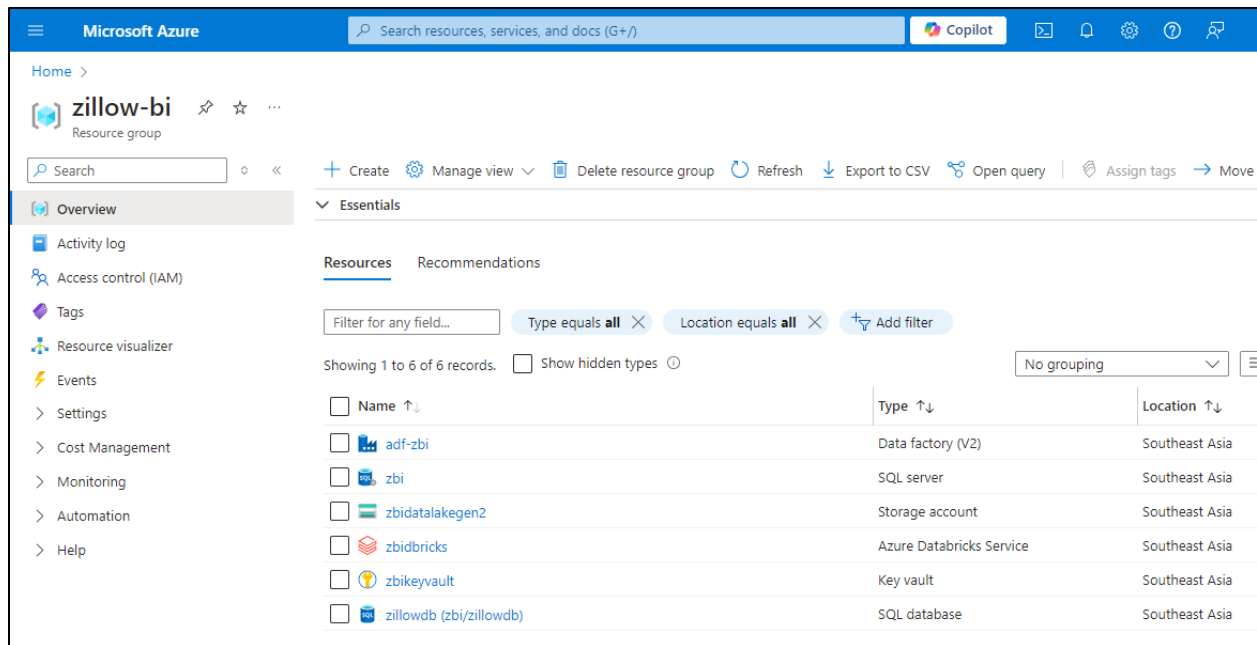 Microsoft Azure
Search resources, services, and docs (G+/)
Copilot
Home >
zillow-bi
Resource group
Search
Overview
Activity log
Access control (IAM)
Tags
Resource visualizer
Events
Settings
Cost Management
Monitoring
Automation
Help
Create Manage view Delete resource group Refresh Export to CSV Open query Assign tags Move
Essentials
Resources Recommendations
Filter for any field... Type equals all Location equals all Add filter
Showing 1 to 6 of 6 records. Show hidden types No grouping
Name Type Location
adf-zbi Data factory (V2) Southeast Asia
zbi SQL server Southeast Asia
zbidatalakegen2 Storage account Southeast Asia
zbidbricks Azure Databricks Service Southeast Asia
zbikeyvault Key vault Southeast Asia
zillowdb (zbi/zillowdb) SQL database Southeast Asia